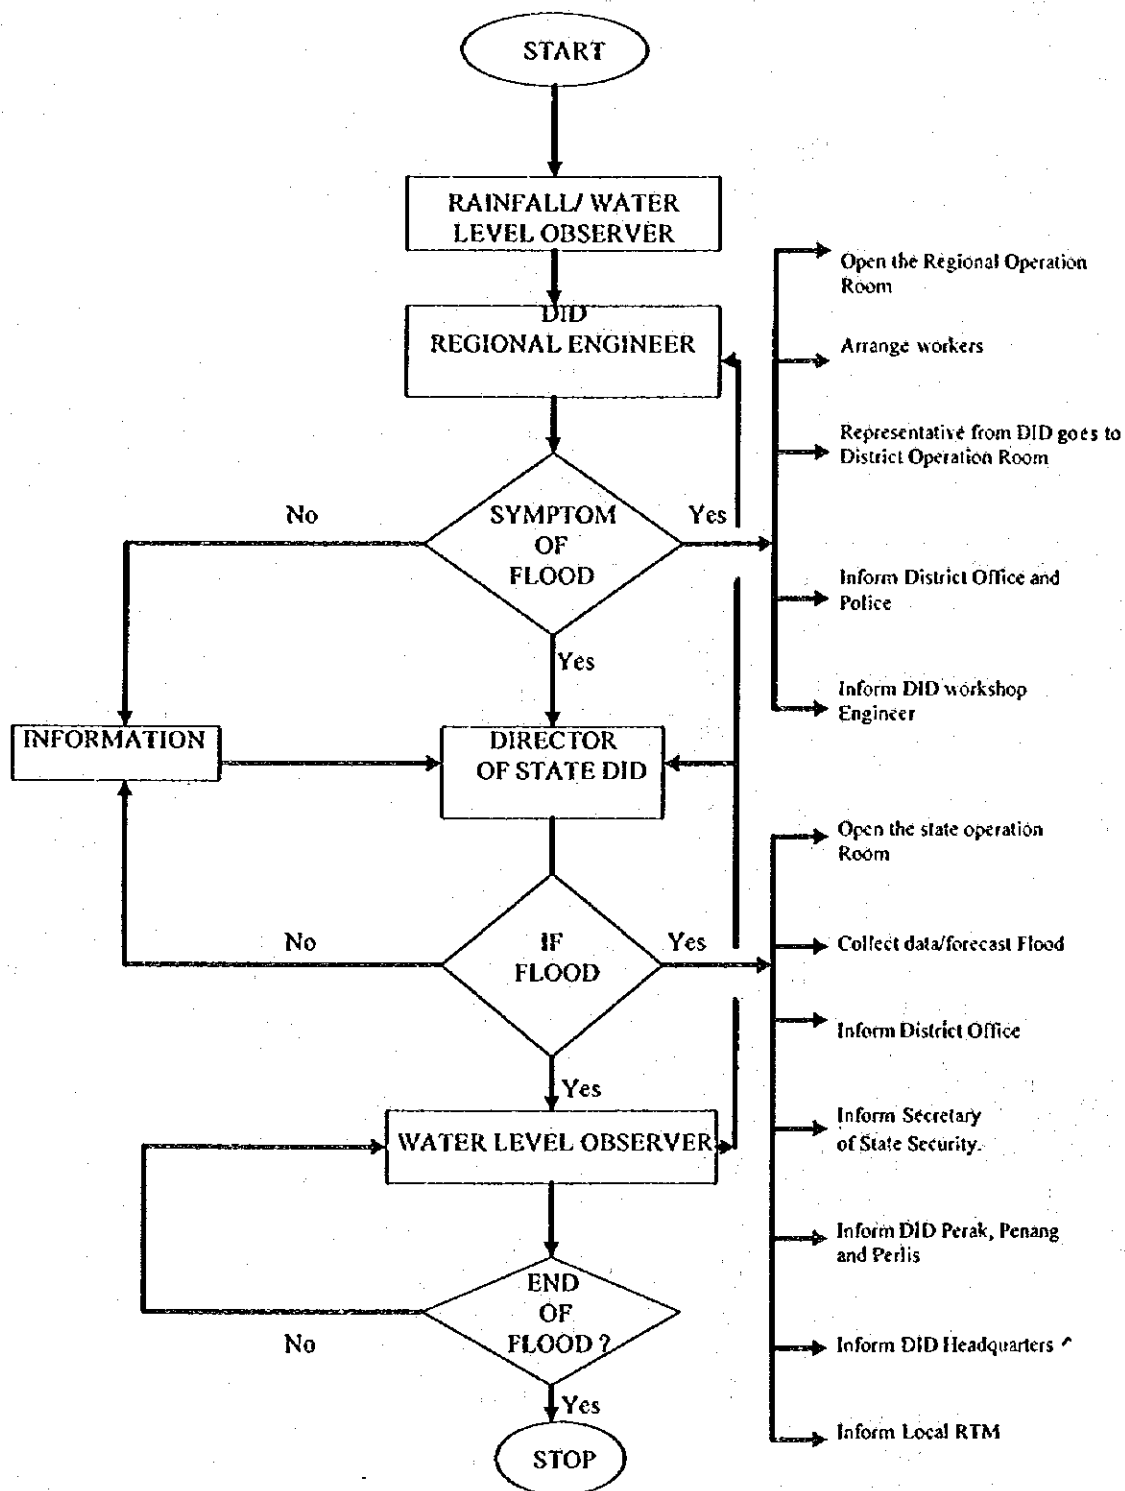 START
RAINFALL/ WATER
LEVEL OBSERVER
DID
REGIONAL ENGINEER
Open the Regional Operation
Room
Arrange workers
Representative from DID goes to
District Operation Room
No
SYMPTOM
OF
FLOOD
Yes
Inform District Office and
Police
Yes
Inform DID workshop
Engineer
INFORMATION
DIRECTOR
OF STATE DID
Open the state operation
Room
No
IF
FLOOD
Yes
Collect data/forecast Flood
Inform District Office
Yes
WATER LEVEL OBSERVER
Inform Secretary
of State Security.
Inform DID Perak, Penang
and Perlis
END
OF
FLOOD ?
No
Inform DID Headquarters ^
Yes
Inform Local RTM
STOP